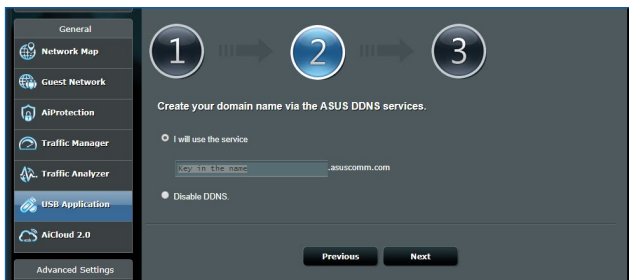 General
Network Map
Guest Network
AiProtection
Traffic Manager
Traffic Analyzer
USB Application
AiCloud 2.0
Advanced Settings
1 2 3
Create your domain name via the ASUS DDNS services.
I will use the service
key in the name .asuscomm.com
Disable DDNS.
Previous Next